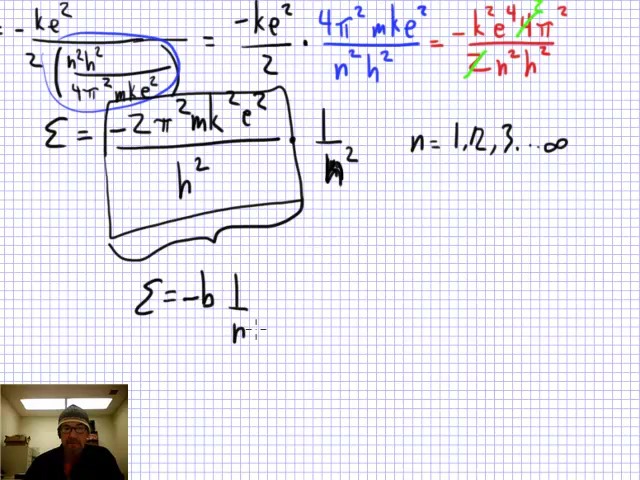 = -ke² / 2(n²h² / 4π²mke²) = -ke² / 2 · 4π²mke² / n²h² = -k²e⁴4π² / 2n²h²
Ɛ = -2π²mk²e² / h² · 1 / n²
n = 1, 2, 3 ... ∞
Ɛ = -b 1 / n